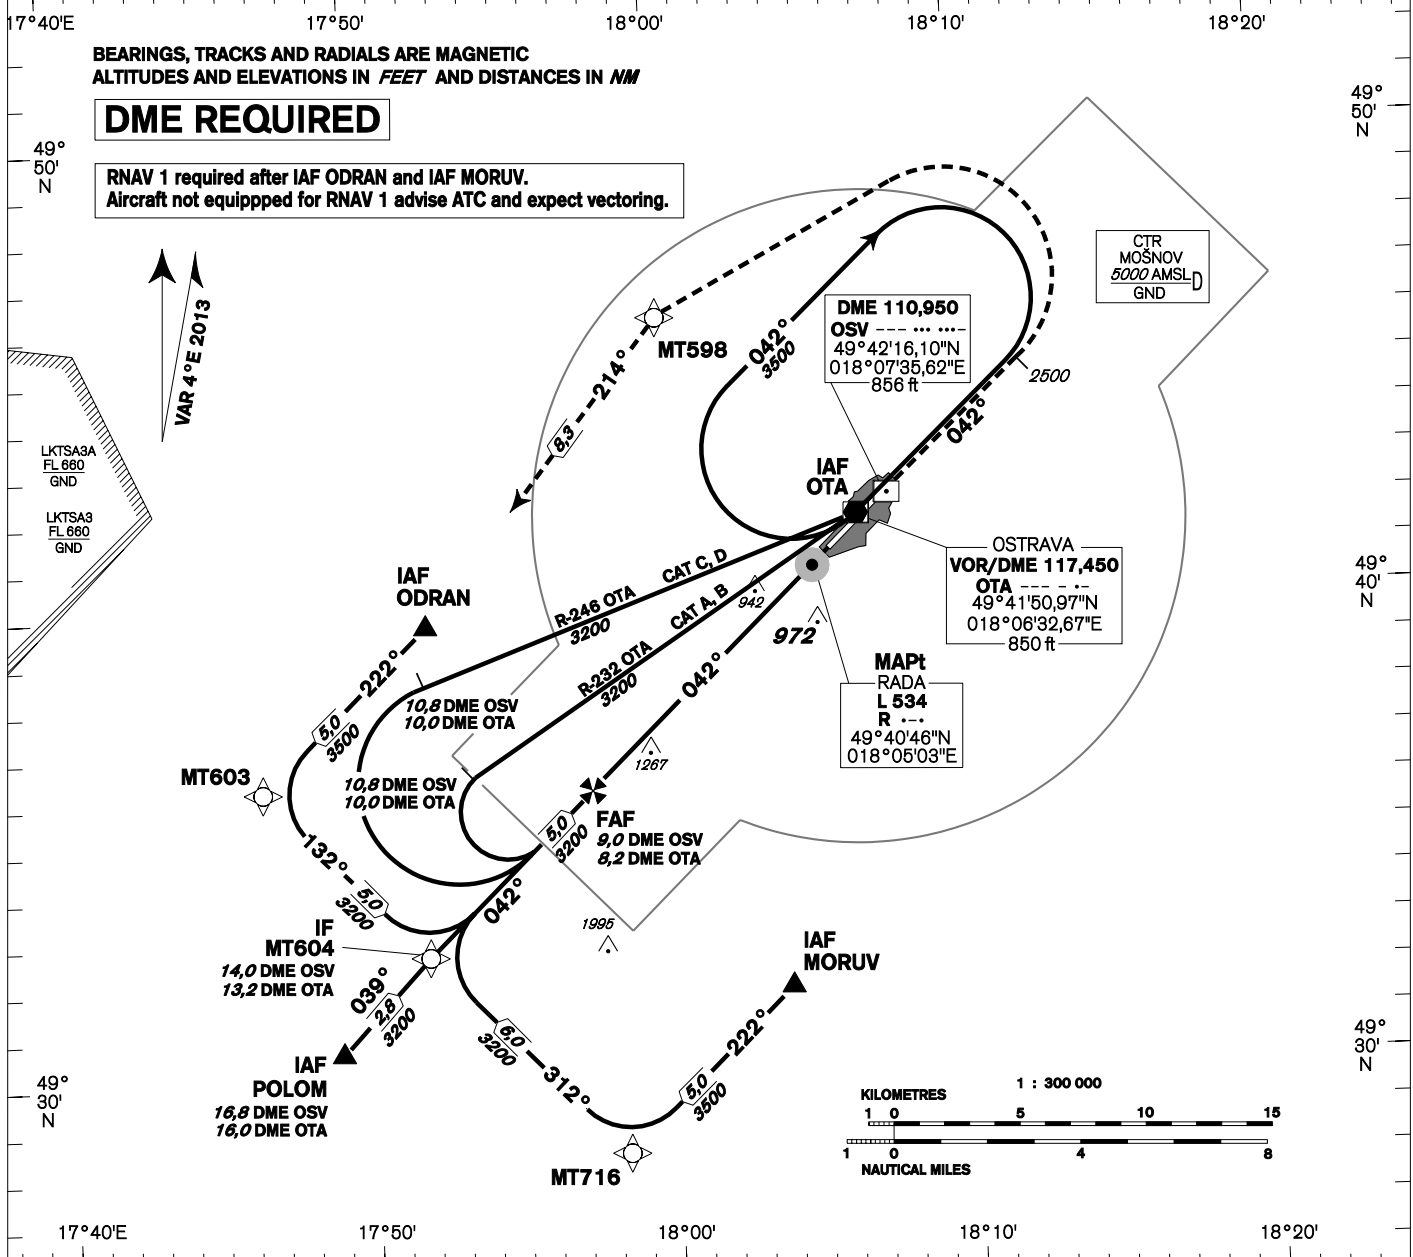 17°40'E 17°50' 18°00' 18°10' 18°20'
BEARINGS, TRACKS AND RADIALS ARE MAGNETIC
ALTITUDES AND ELEVATIONS IN FEET AND DISTANCES IN NM
DME REQUIRED
49°
50'
N
49°
50'
N
RNAV 1 required after IAF ODRAN and IAF MORUV.
Aircraft not equippped for RNAV 1 advise ATC and expect vectoring.
VAR 4°E 2013
CTR
MOŠNOV
5000 AMSL
GND
D
DME 110,950
OSV --- ... ...-
49°42'16,10"N
018°07'35,62"E
856 ft
MT598
214°
8,3
042°
3500
2500
042°
LKTSA3A
FL 660
GND
LKTSA3
FL 660
GND
IAF
OTA
OSTRAVA
VOR/DME 117,450
OTA --- - .-
49°41'50,97"N
018°06'32,67"E
850 ft
49°
40'
N
IAF
ODRAN
R-246 OTA
3200
CAT C, D
R-232 OTA
3200
CAT A, B
942
972
042°
MAPt
RADA
L 534
R .-.
49°40'46"N
018°05'03"E
222°
5,0
3500
10,8 DME OSV
10,0 DME OTA
1267
MT603
10,8 DME OSV
10,0 DME OTA
FAF
9,0 DME OSV
8,2 DME OTA
5,0
3200
132°
5,0
3200
042°
1995
IF
MT604
14,0 DME OSV
13,2 DME OTA
IAF
MORUV
039°
2,8
3200
6,0
3200
312°
222°
5,0
3500
IAF
POLOM
16,8 DME OSV
16,0 DME OTA
MT716
49°
30'
N
49°
30'
N
1 : 300 000
KILOMETRES
1 0 5 10 15
1 0 4 8
NAUTICAL MILES
17°40'E 17°50' 18°00' 18°10' 18°20'